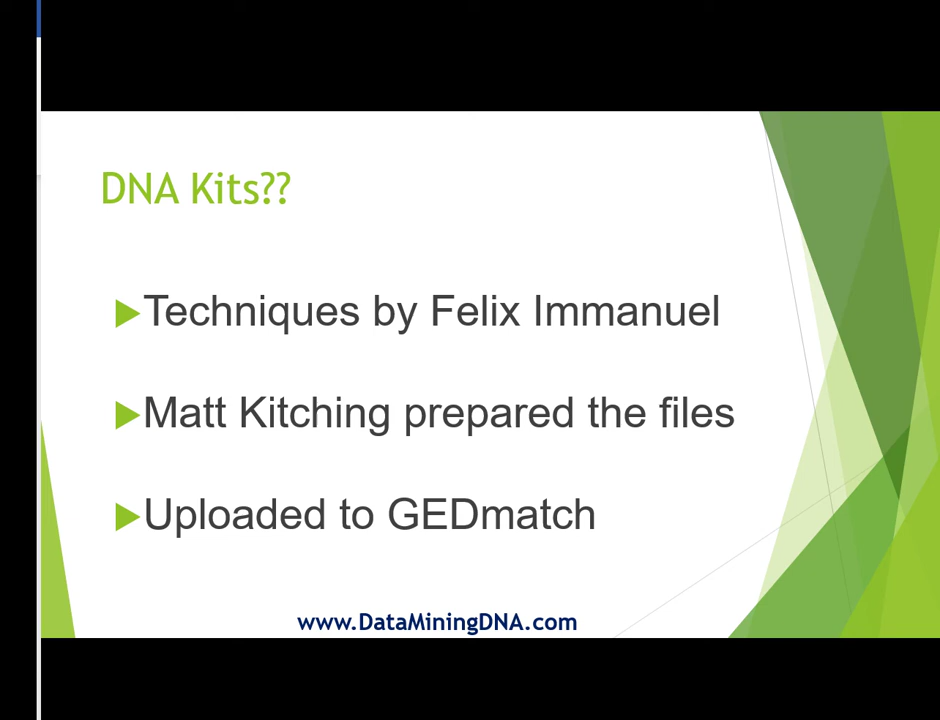 DNA Kits??
Techniques by Felix Immanuel
Matt Kitching prepared the files
Uploaded to GEDmatch
www.DataMiningDNA.com